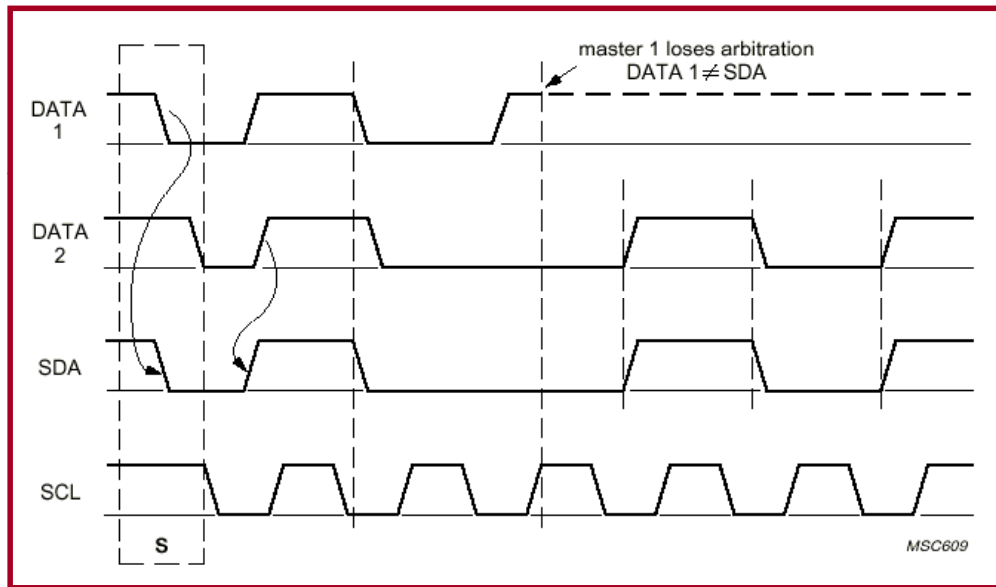 master 1 loses arbitration
DATA 1 ≠ SDA
DATA
1
DATA
2
SDA
SCL
S
MSC609